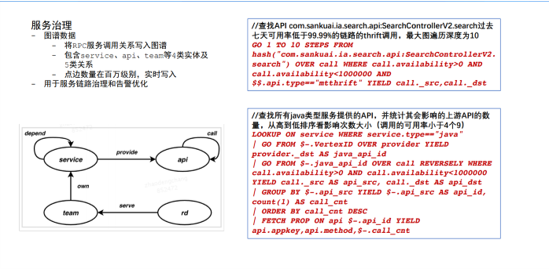 服务治理
- 图谱数据
- 将RPC服务调用关系写入图谱
- 包含service、api、team等4类实体及
5类关系
- 点边数量在百万级别，实时写入
- 用于服务链路治理和告警优化
depend
call
service
provide
api
own
team
serve
rd
//查找API com.sankuai.ia.search.api:SearchControllerV2.search过去
七天可用率低于99.99%的链路的thrift调用，最大图遍历深度为10
GO 1 TO 10 STEPS FROM
hash("com.sankuai.ia.search.api:SearchControllerV2.
search") OVER call WHERE call.availability>0 AND
call.availability<1000000 AND
$$.api.type=="mtthrift" YIELD call._src,call._dst
//查找所有java类型服务提供的API，并统计其会影响的上游API的数
量，从高到低排序看影响次数大小（调用的可用率小于4个9）
LOOKUP ON service WHERE service.type=="java"
| GO FROM $-.VertexID OVER provider YIELD
provider._dst AS java_api_id
| GO FROM $-.java_api_id OVER call REVERSELY WHERE
call.availability>0 AND call.availability<1000000
YIELD call._src AS api_src, call._dst AS api_dst
| GROUP BY $-.api_src YIELD $-.api_src AS api_id,
count(1) AS call_cnt
| ORDER BY call_cnt DESC
| FETCH PROP ON api $-.api_id YIELD
api.appkey,api.method,$-.call_cnt